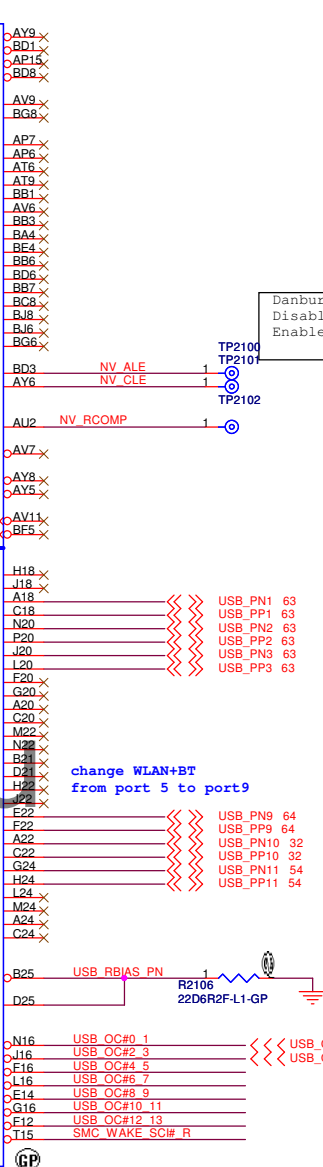 AY9
BD1
AP15
BD8
AV9
BG8
AP7
AP6
AT6
AT9
BB1
AV6
BB3
BA4
BE4
BB6
BD6
BB7
BC8
BJ8
BJ6
BG6
Danbur
Disabl
Enable
TP2100
TP2101
BD3 NV_ALE 1
AY6 NV_CLE 1
TP2102
AU2 NV_RCOMP 1
AV7
AY8
AY5
AV11
BF5
H18
J18
A18 USB_PN1 63
C18 USB_PP1 63
N20 USB_PN2 63
P20 USB_PP2 63
J20 USB_PN3 63
L20 USB_PP3 63
F20
G20
A20
C20
M22
N22
B21
D21
H22
J22
change WLAN+BT
from port 5 to port9
E22 USB_PN9 64
F22 USB_PP9 64
A22 USB_PN10 32
C22 USB_PP10 32
G24 USB_PN11 54
H24 USB_PP11 54
L24
M24
A24
C24
B25 USB_RBIAS_PN 1
R2106
22D6R2F-L1-GP
D25
N16 USB_OC#0_1
J16 USB_OC#2_3
F16 USB_OC#4_5
L16 USB_OC#6_7
E14 USB_OC#8_9
G16 USB_OC#10_11
F12 USB_OC#12_13
T15 SMC_WAKE_SCI#_R
GP